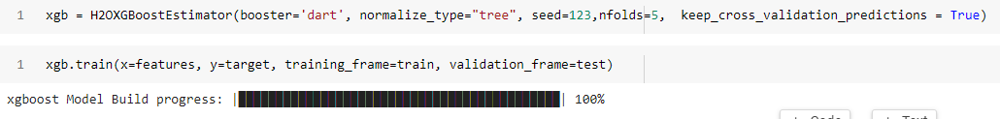 1 xgb = H2OXGBoostEstimator(booster='dart', normalize_type="tree", seed=123,nfolds=5,  keep_cross_validation_predictions = True)
1 xgb.train(x=features, y=target, training_frame=train, validation_frame=test)
xgboost Model Build progress: || 100%
+ Code + Text